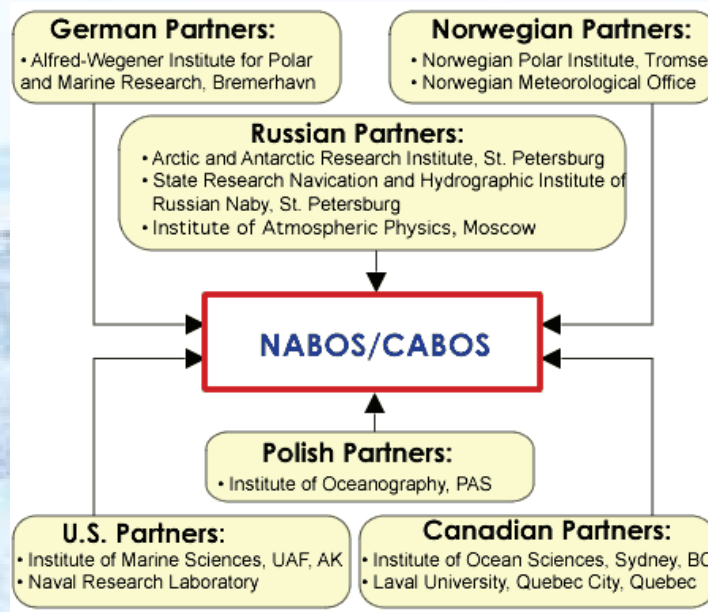 German Partners:
• Alfred-Wegener Institute for Polar
and Marine Research, Bremerhavn
Norwegian Partners:
• Norwegian Polar Institute, Tromse
• Norwegian Meteorological Office
Russian Partners:
• Arctic and Antarctic Research Institute, St. Petersburg
• State Research Navication and Hydrographic Institute of
Russian Naby, St. Petersburg
• Institute of Atmospheric Physics, Moscow
NABOS/CABOS
Polish Partners:
• Institute of Oceanography, PAS
U.S. Partners:
• Institute of Marine Sciences, UAF, AK
• Naval Research Laboratory
Canadian Partners:
• Institute of Ocean Sciences, Sydney, BC
• Laval University, Quebec City, Quebec